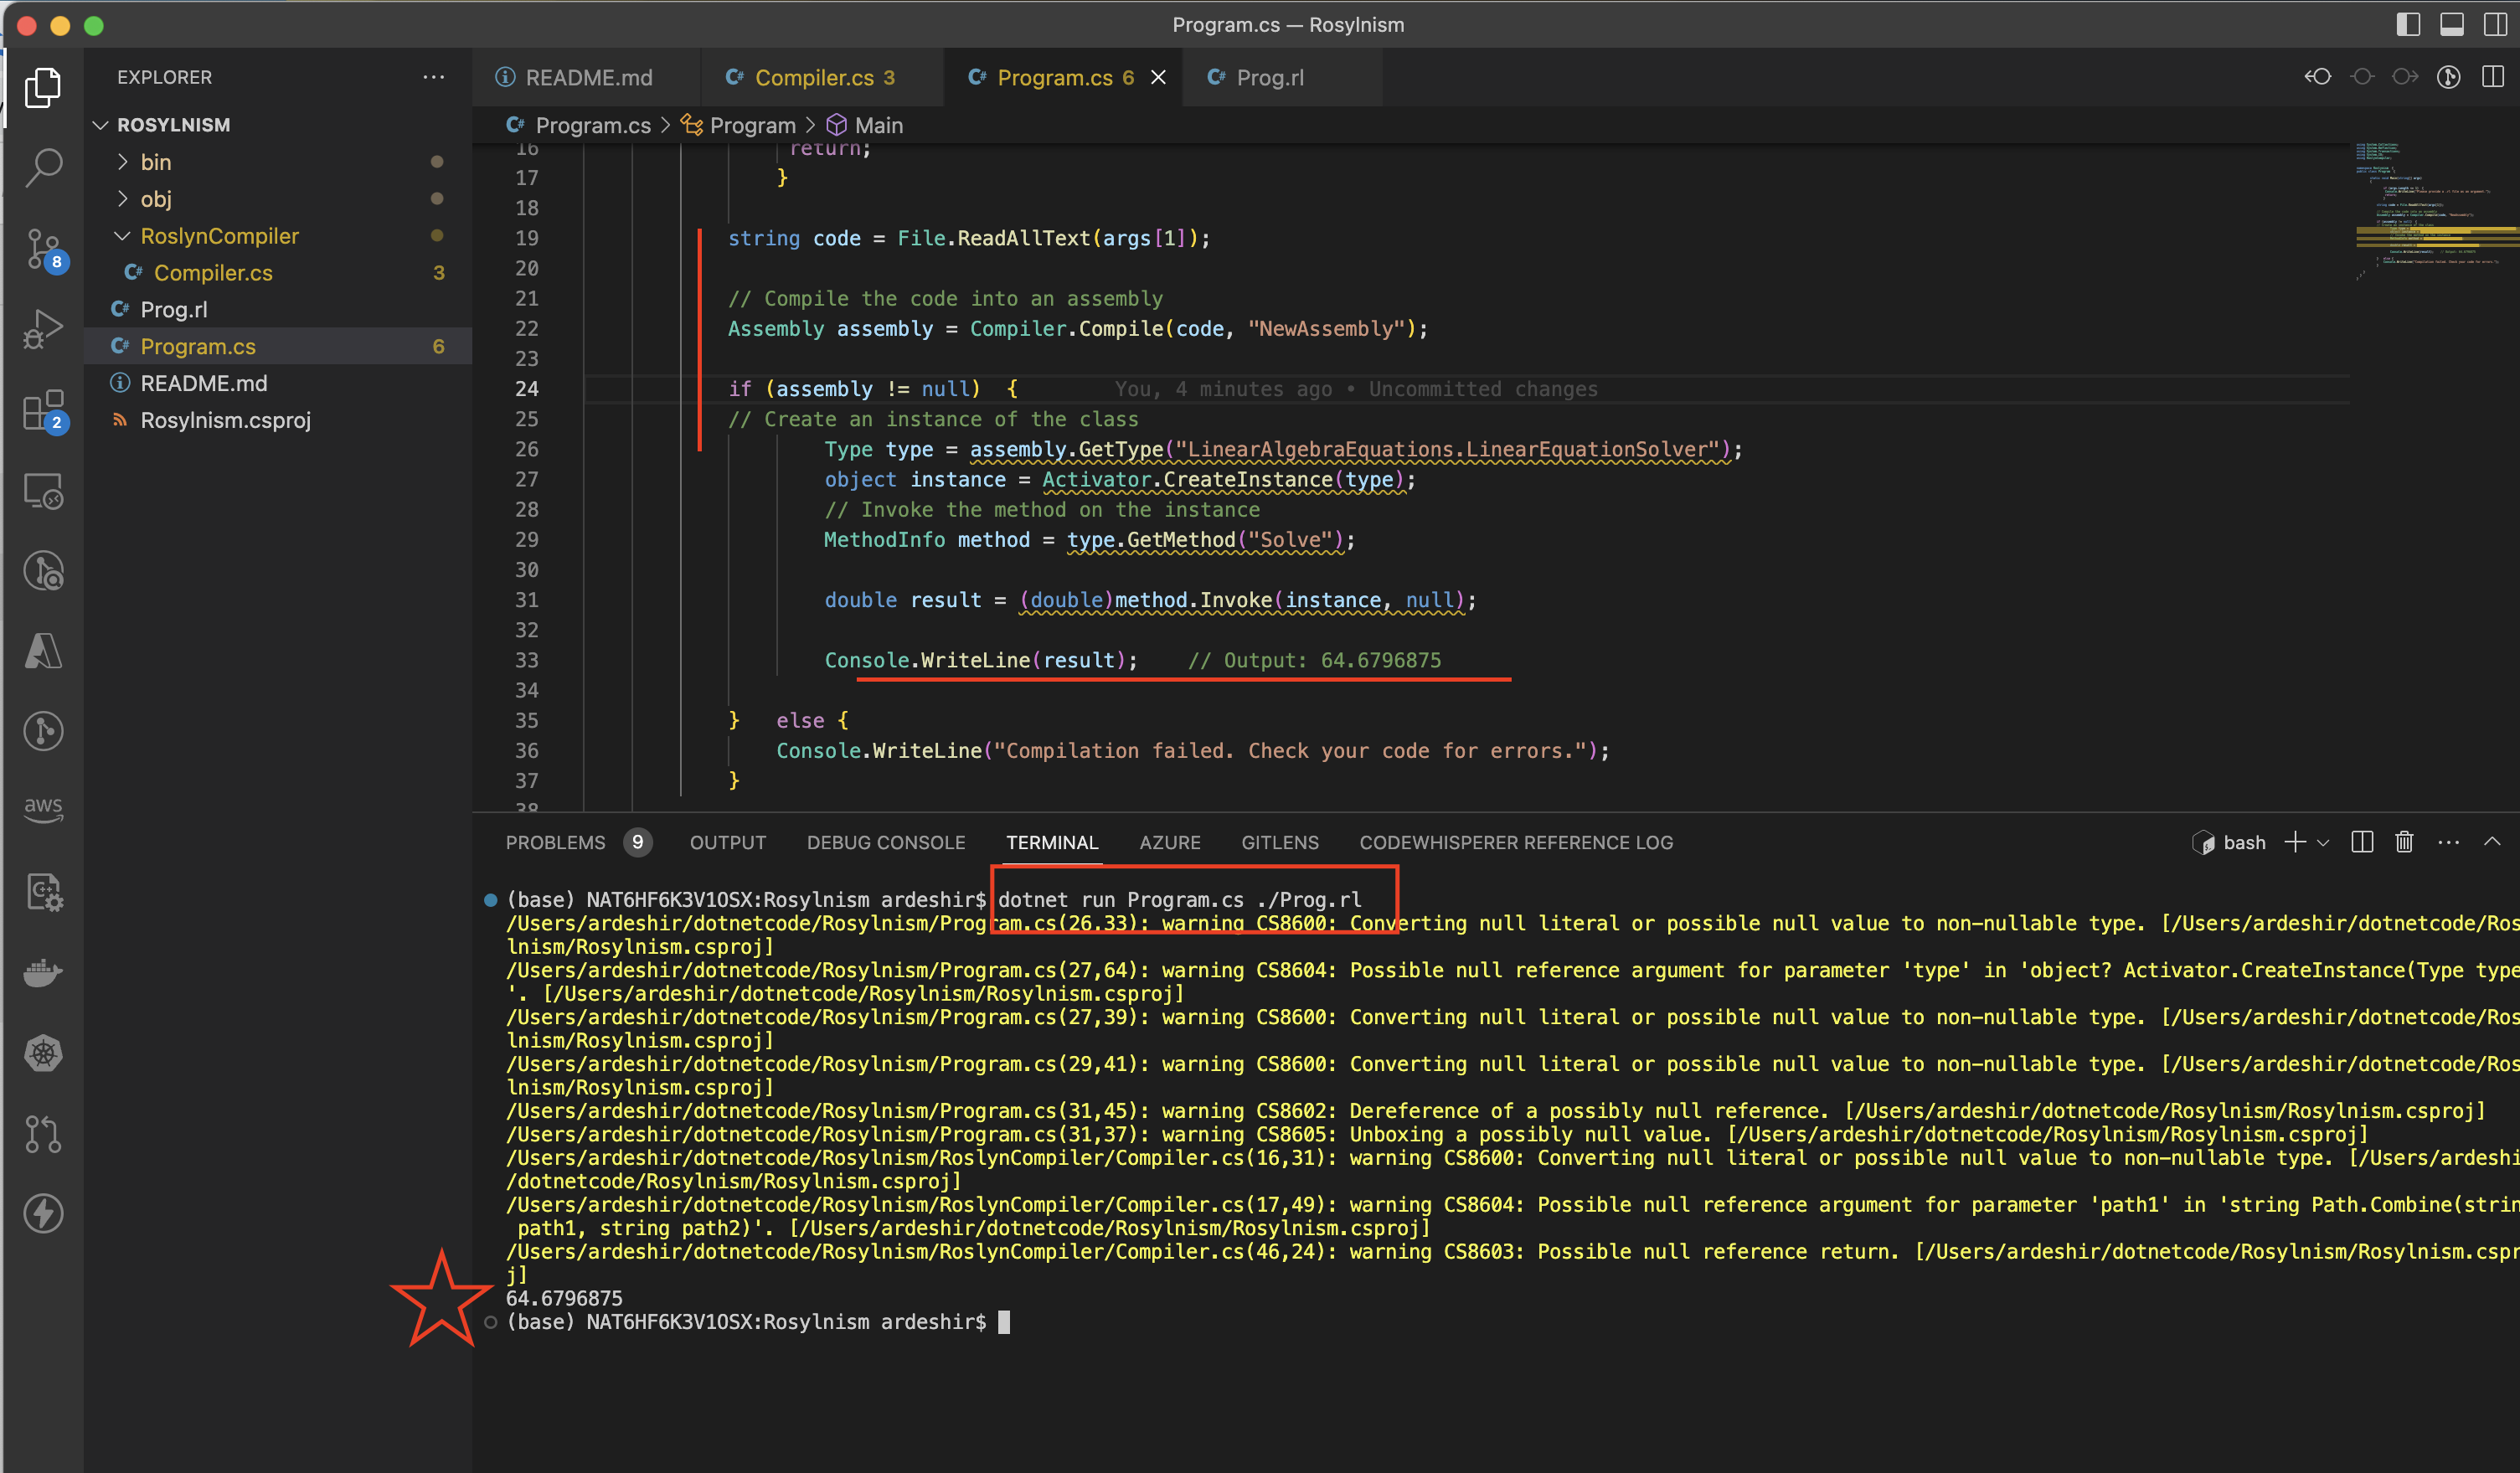 Program.cs — Rosylnism
EXPLORER
ROSYLNISM
bin
obj
RoslynCompiler
Compiler.cs 3
Prog.rl
Program.cs 6
README.md
Rosylnism.csproj
8
2
aws
README.md
Compiler.cs 3
Program.cs 6
Prog.rl
Program.cs > Program > Main
16 return;
17 }
18
19 string code = File.ReadAllText(args[1]);
20
21 // Compile the code into an assembly
22 Assembly assembly = Compiler.Compile(code, "NewAssembly");
23
24 if (assembly != null) { You, 4 minutes ago • Uncommitted changes
25 // Create an instance of the class
26 Type type = assembly.GetType("LinearAlgebraEquations.LinearEquationSolver");
27 object instance = Activator.CreateInstance(type);
28 // Invoke the method on the instance
29 MethodInfo method = type.GetMethod("Solve");
30
31 double result = (double)method.Invoke(instance, null);
32
33 Console.WriteLine(result); // Output: 64.6796875
34
35 } else {
36 Console.WriteLine("Compilation failed. Check your code for errors.");
37 }
38
PROBLEMS 9 OUTPUT DEBUG CONSOLE TERMINAL AZURE GITLENS CODEWHISPERER REFERENCE LOG
bash
(base) NAT6HF6K3V1OSX:Rosylnism ardeshir$ dotnet run Program.cs ./Prog.rl
/Users/ardeshir/dotnetcode/Rosylnism/Program.cs(26,33): warning CS8600: Converting null literal or possible null value to non-nullable type. [/Users/ardeshir/dotnetcode/Ros
lnism/Rosylnism.csproj]
/Users/ardeshir/dotnetcode/Rosylnism/Program.cs(27,64): warning CS8604: Possible null reference argument for parameter 'type' in 'object? Activator.CreateInstance(Type type
'. [/Users/ardeshir/dotnetcode/Rosylnism/Rosylnism.csproj]
/Users/ardeshir/dotnetcode/Rosylnism/Program.cs(27,39): warning CS8600: Converting null literal or possible null value to non-nullable type. [/Users/ardeshir/dotnetcode/Ros
lnism/Rosylnism.csproj]
/Users/ardeshir/dotnetcode/Rosylnism/Program.cs(29,41): warning CS8600: Converting null literal or possible null value to non-nullable type. [/Users/ardeshir/dotnetcode/Ros
lnism/Rosylnism.csproj]
/Users/ardeshir/dotnetcode/Rosylnism/Program.cs(31,45): warning CS8602: Dereference of a possibly null reference. [/Users/ardeshir/dotnetcode/Rosylnism/Rosylnism.csproj]
/Users/ardeshir/dotnetcode/Rosylnism/Program.cs(31,37): warning CS8605: Unboxing a possibly null value. [/Users/ardeshir/dotnetcode/Rosylnism/Rosylnism.csproj]
/Users/ardeshir/dotnetcode/Rosylnism/RoslynCompiler/Compiler.cs(16,31): warning CS8600: Converting null literal or possible null value to non-nullable type. [/Users/ardeshi
/dotnetcode/Rosylnism/Rosylnism.csproj]
/Users/ardeshir/dotnetcode/Rosylnism/RoslynCompiler/Compiler.cs(17,49): warning CS8604: Possible null reference argument for parameter 'path1' in 'string Path.Combine(strin
path1, string path2)'. [/Users/ardeshir/dotnetcode/Rosylnism/Rosylnism.csproj]
/Users/ardeshir/dotnetcode/Rosylnism/RoslynCompiler/Compiler.cs(46,24): warning CS8603: Possible null reference return. [/Users/ardeshir/dotnetcode/Rosylnism/Rosylnism.cspr
j]
64.6796875
(base) NAT6HF6K3V1OSX:Rosylnism ardeshir$